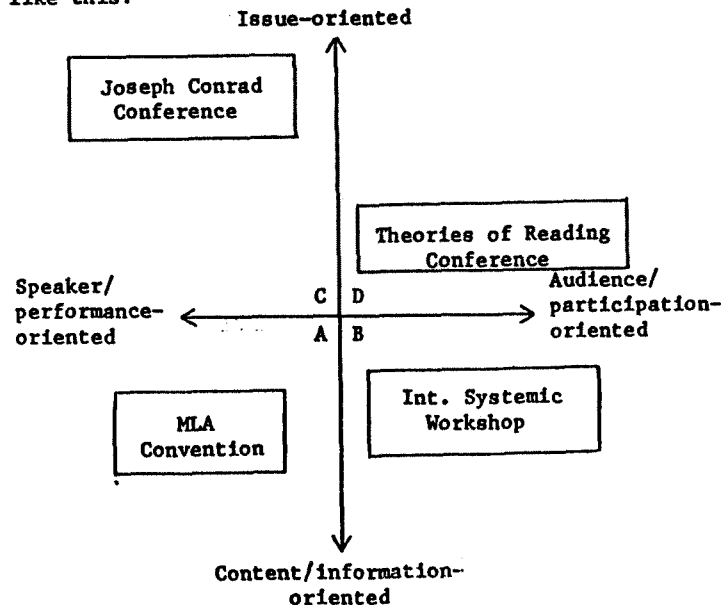 like this:
Issue-oriented
Joseph Conrad
Conference
Theories of Reading
Conference
Speaker/
performance-
oriented
C D
Audience/
participation-
oriented
A B
MLA
Convention
Int. Systemic
Workshop
Content/information-
oriented